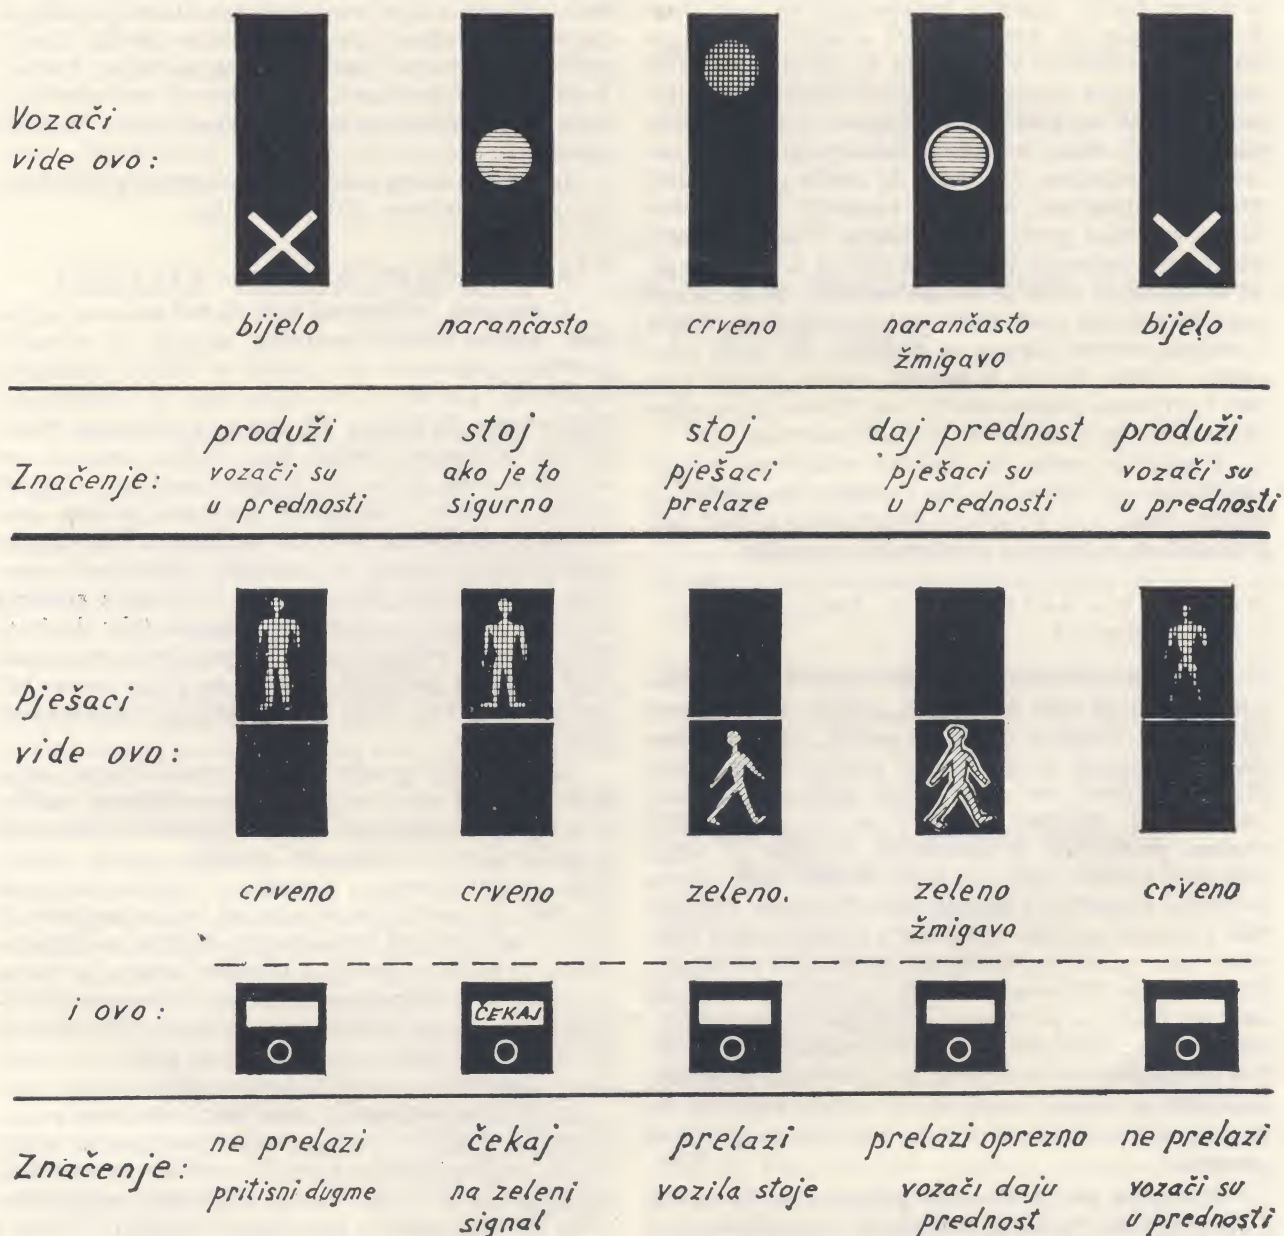 Vozači
vide ovo:
bijelo
narančasto
crveno
narančasto
žmigavo
bijelo
Značenje:
produži
vozači su
u prednosti
stoj
ako je to
sigurno
stoj
pješaci
prelaze
daj prednost
pješaci su
u prednosti
produži
vozači su
u prednosti
Pješaci
vide ovo:
crveno
crveno
zeleno.
zeleno
žmigavo
crveno
i ovo:
ČEKAJ
Značenje:
ne prelazi
pritisni dugme
čekaj
na zeleni
signal
prelazi
vozila stoje
prelazi oprezno
vozači daju
prednost
ne prelazi
vozači su
u prednosti